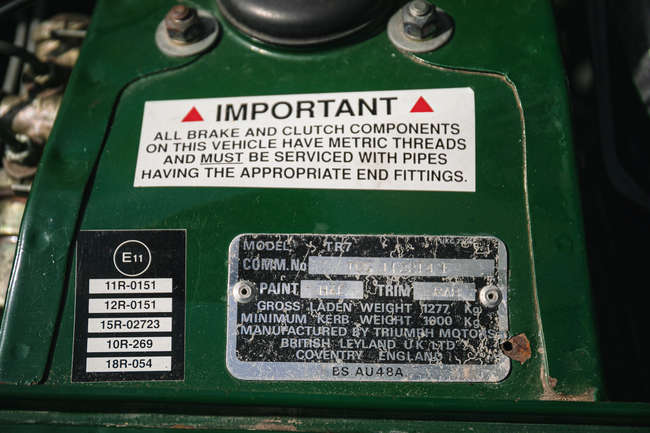 IMPORTANT
ALL BRAKE AND CLUTCH COMPONENTS
ON THIS VEHICLE HAVE METRIC THREADS
AND MUST BE SERVICED WITH PIPES
HAVING THE APPROPRIATE END FITTINGS.
E11
11R-0151
12R-0151
15R-02723
10R-269
18R-054
MODEL TR7
COMM.No
PAINT TRIM
GROSS LADEN WEIGHT 1277 Kg
MINIMUM KERB. WEIGHT 1000 Kg
MANUFACTURED BY TRIUMPH MOTORS
BRITISH LEYLAND UK LTD
COVENTRY ENGLAND
BS AU48A